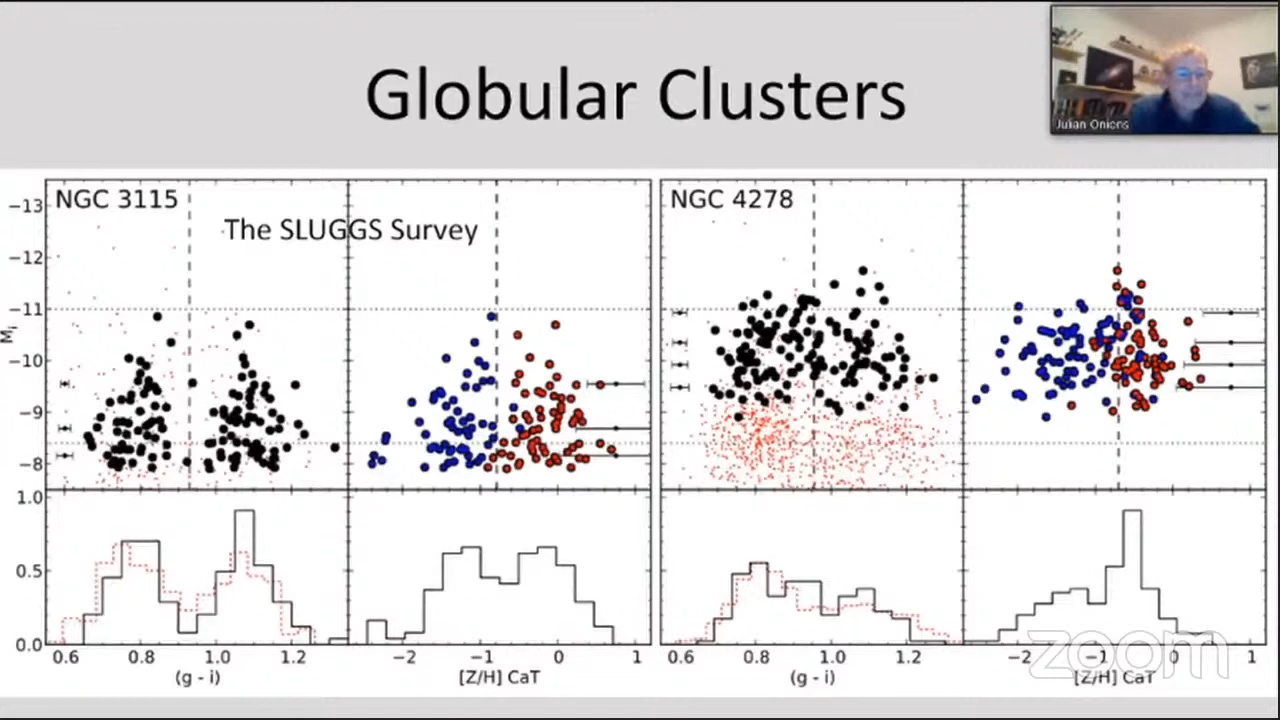 Globular Clusters
Julian Onions
NGC 3115
The SLUGGS Survey
NGC 4278
−13
−12
−11
−10
−9
−8
M_i
1.0
0.5
0.0
0.6 0.8 1.0 1.2
(g - i)
−2 −1 0 1
[Z/H] CaT
0.6 0.8 1.0 1.2
(g - i)
−2 −1 0 1
[Z/H] CaT
zoom